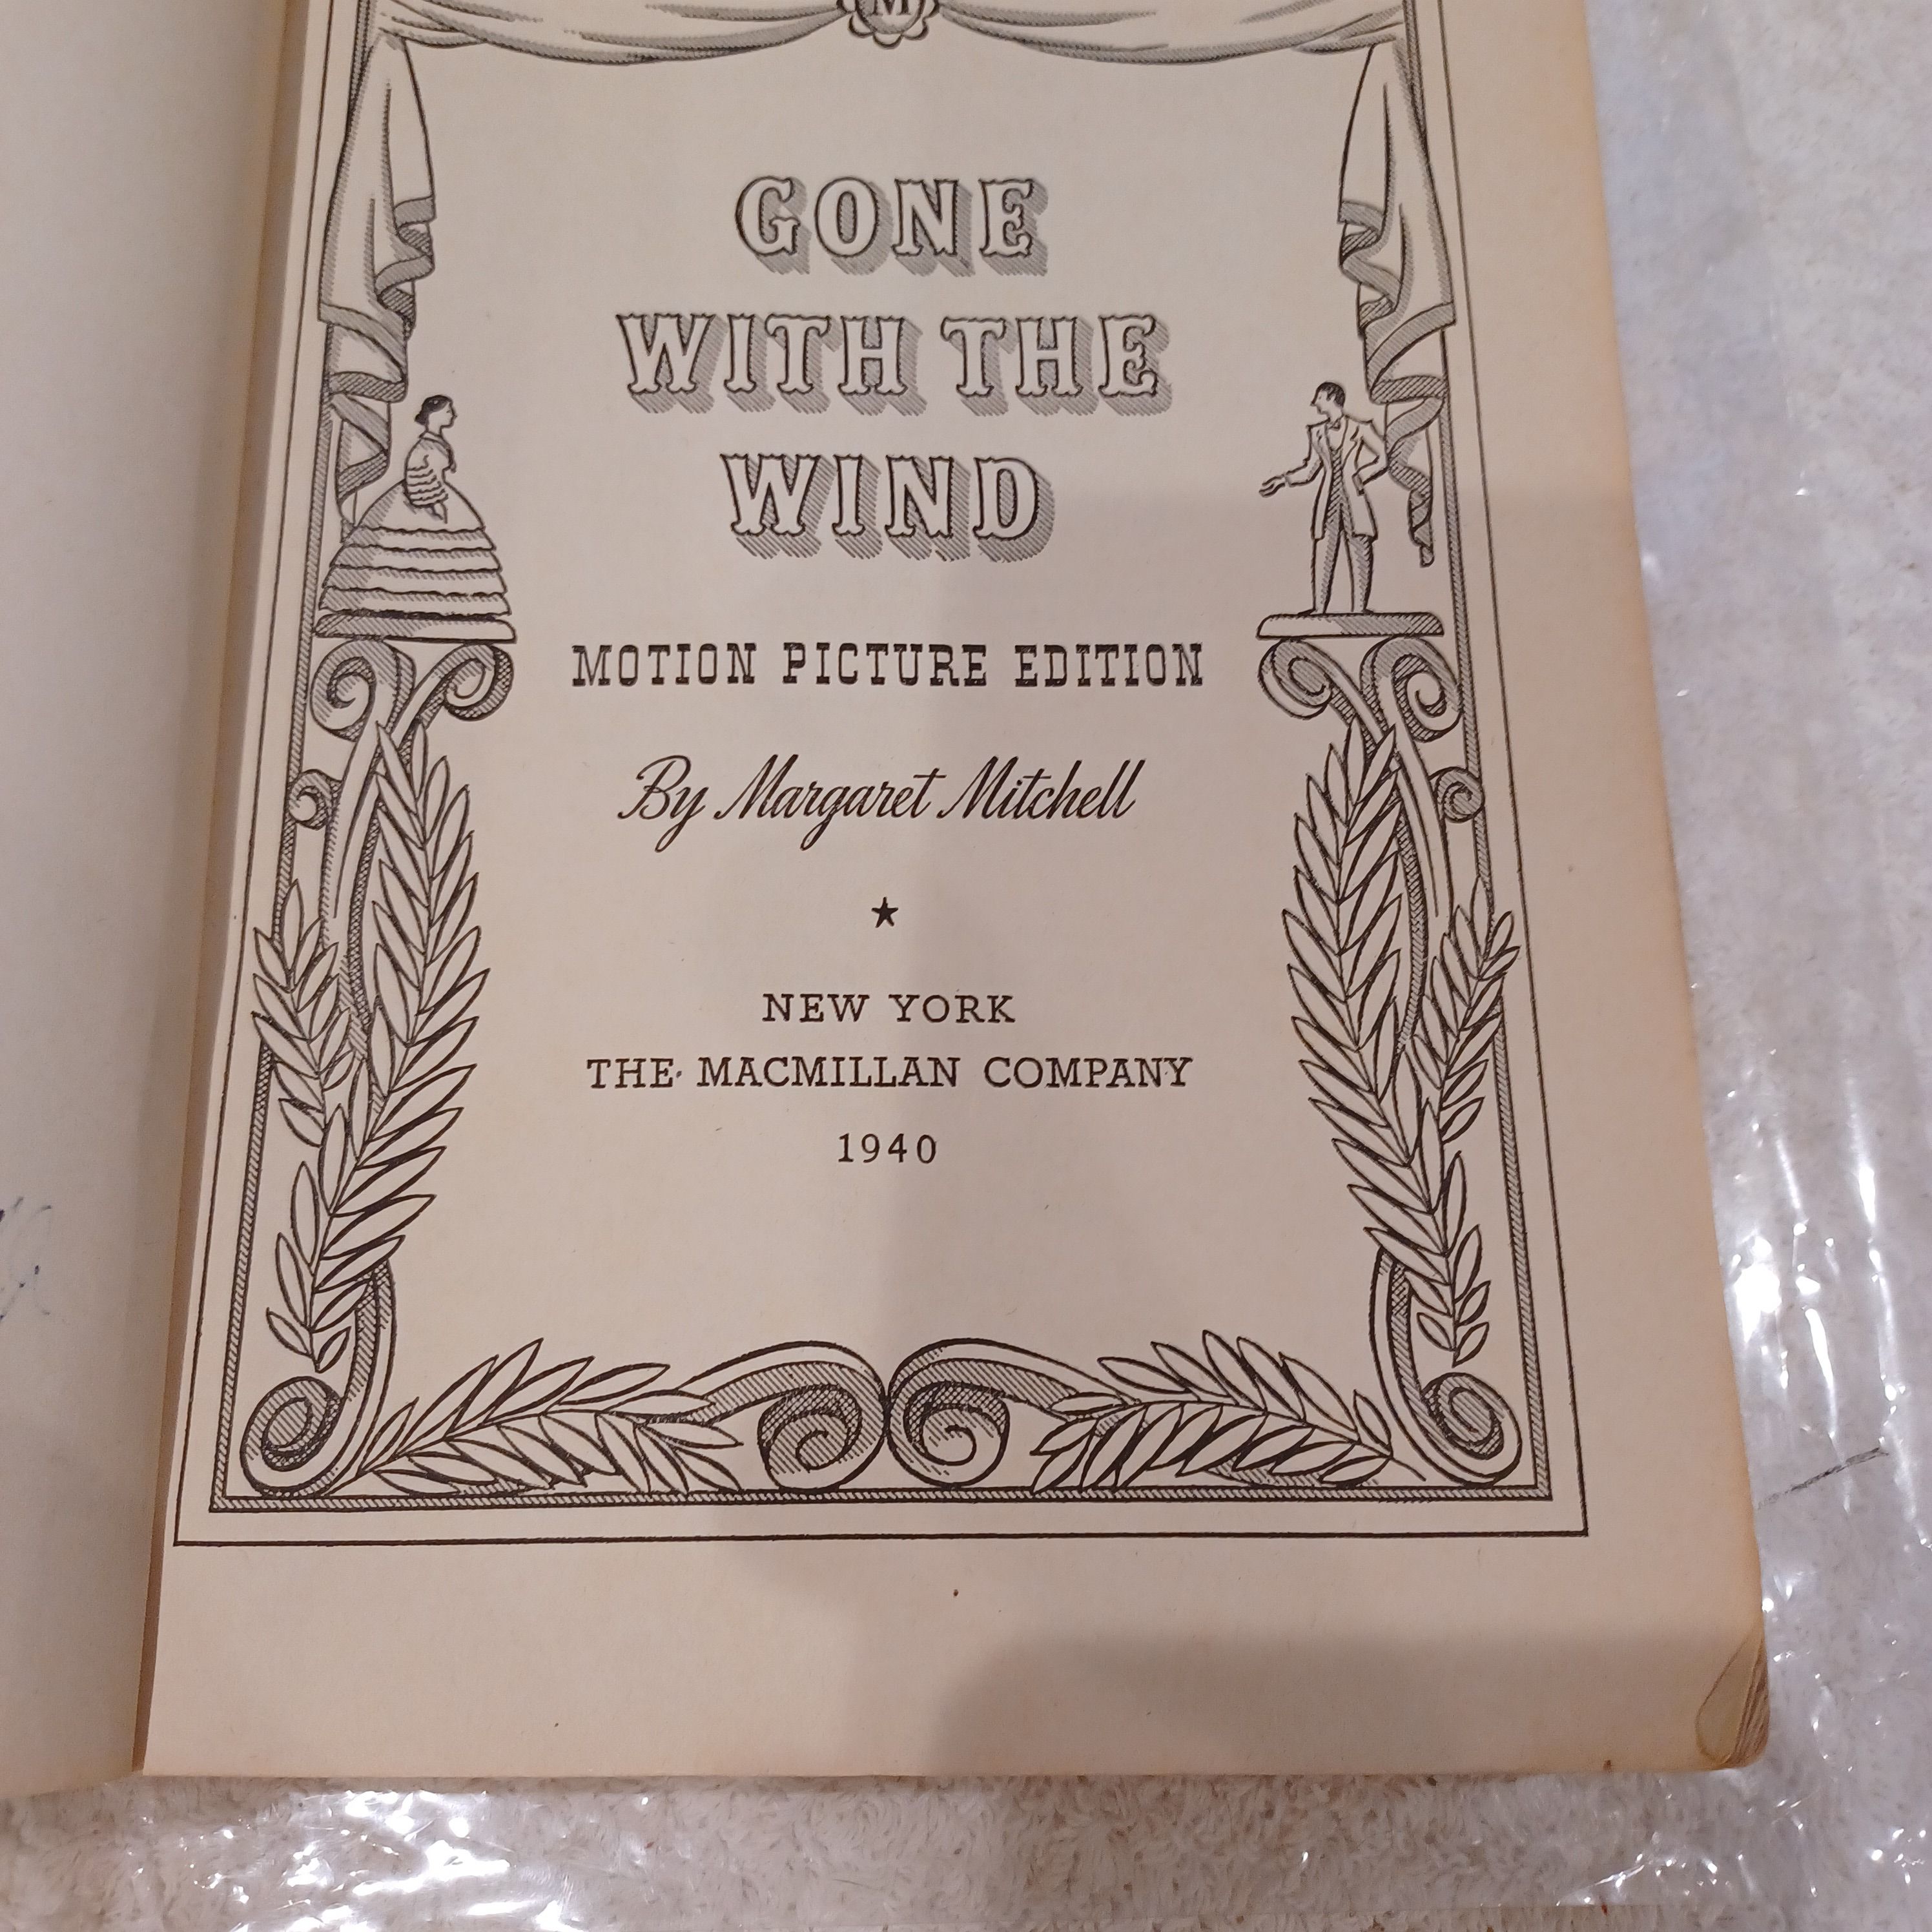 M
GONE
WITH THE
WIND
MOTION PICTURE EDITION
By Margaret Mitchell
NEW YORK
THE MACMILLAN COMPANY
1940